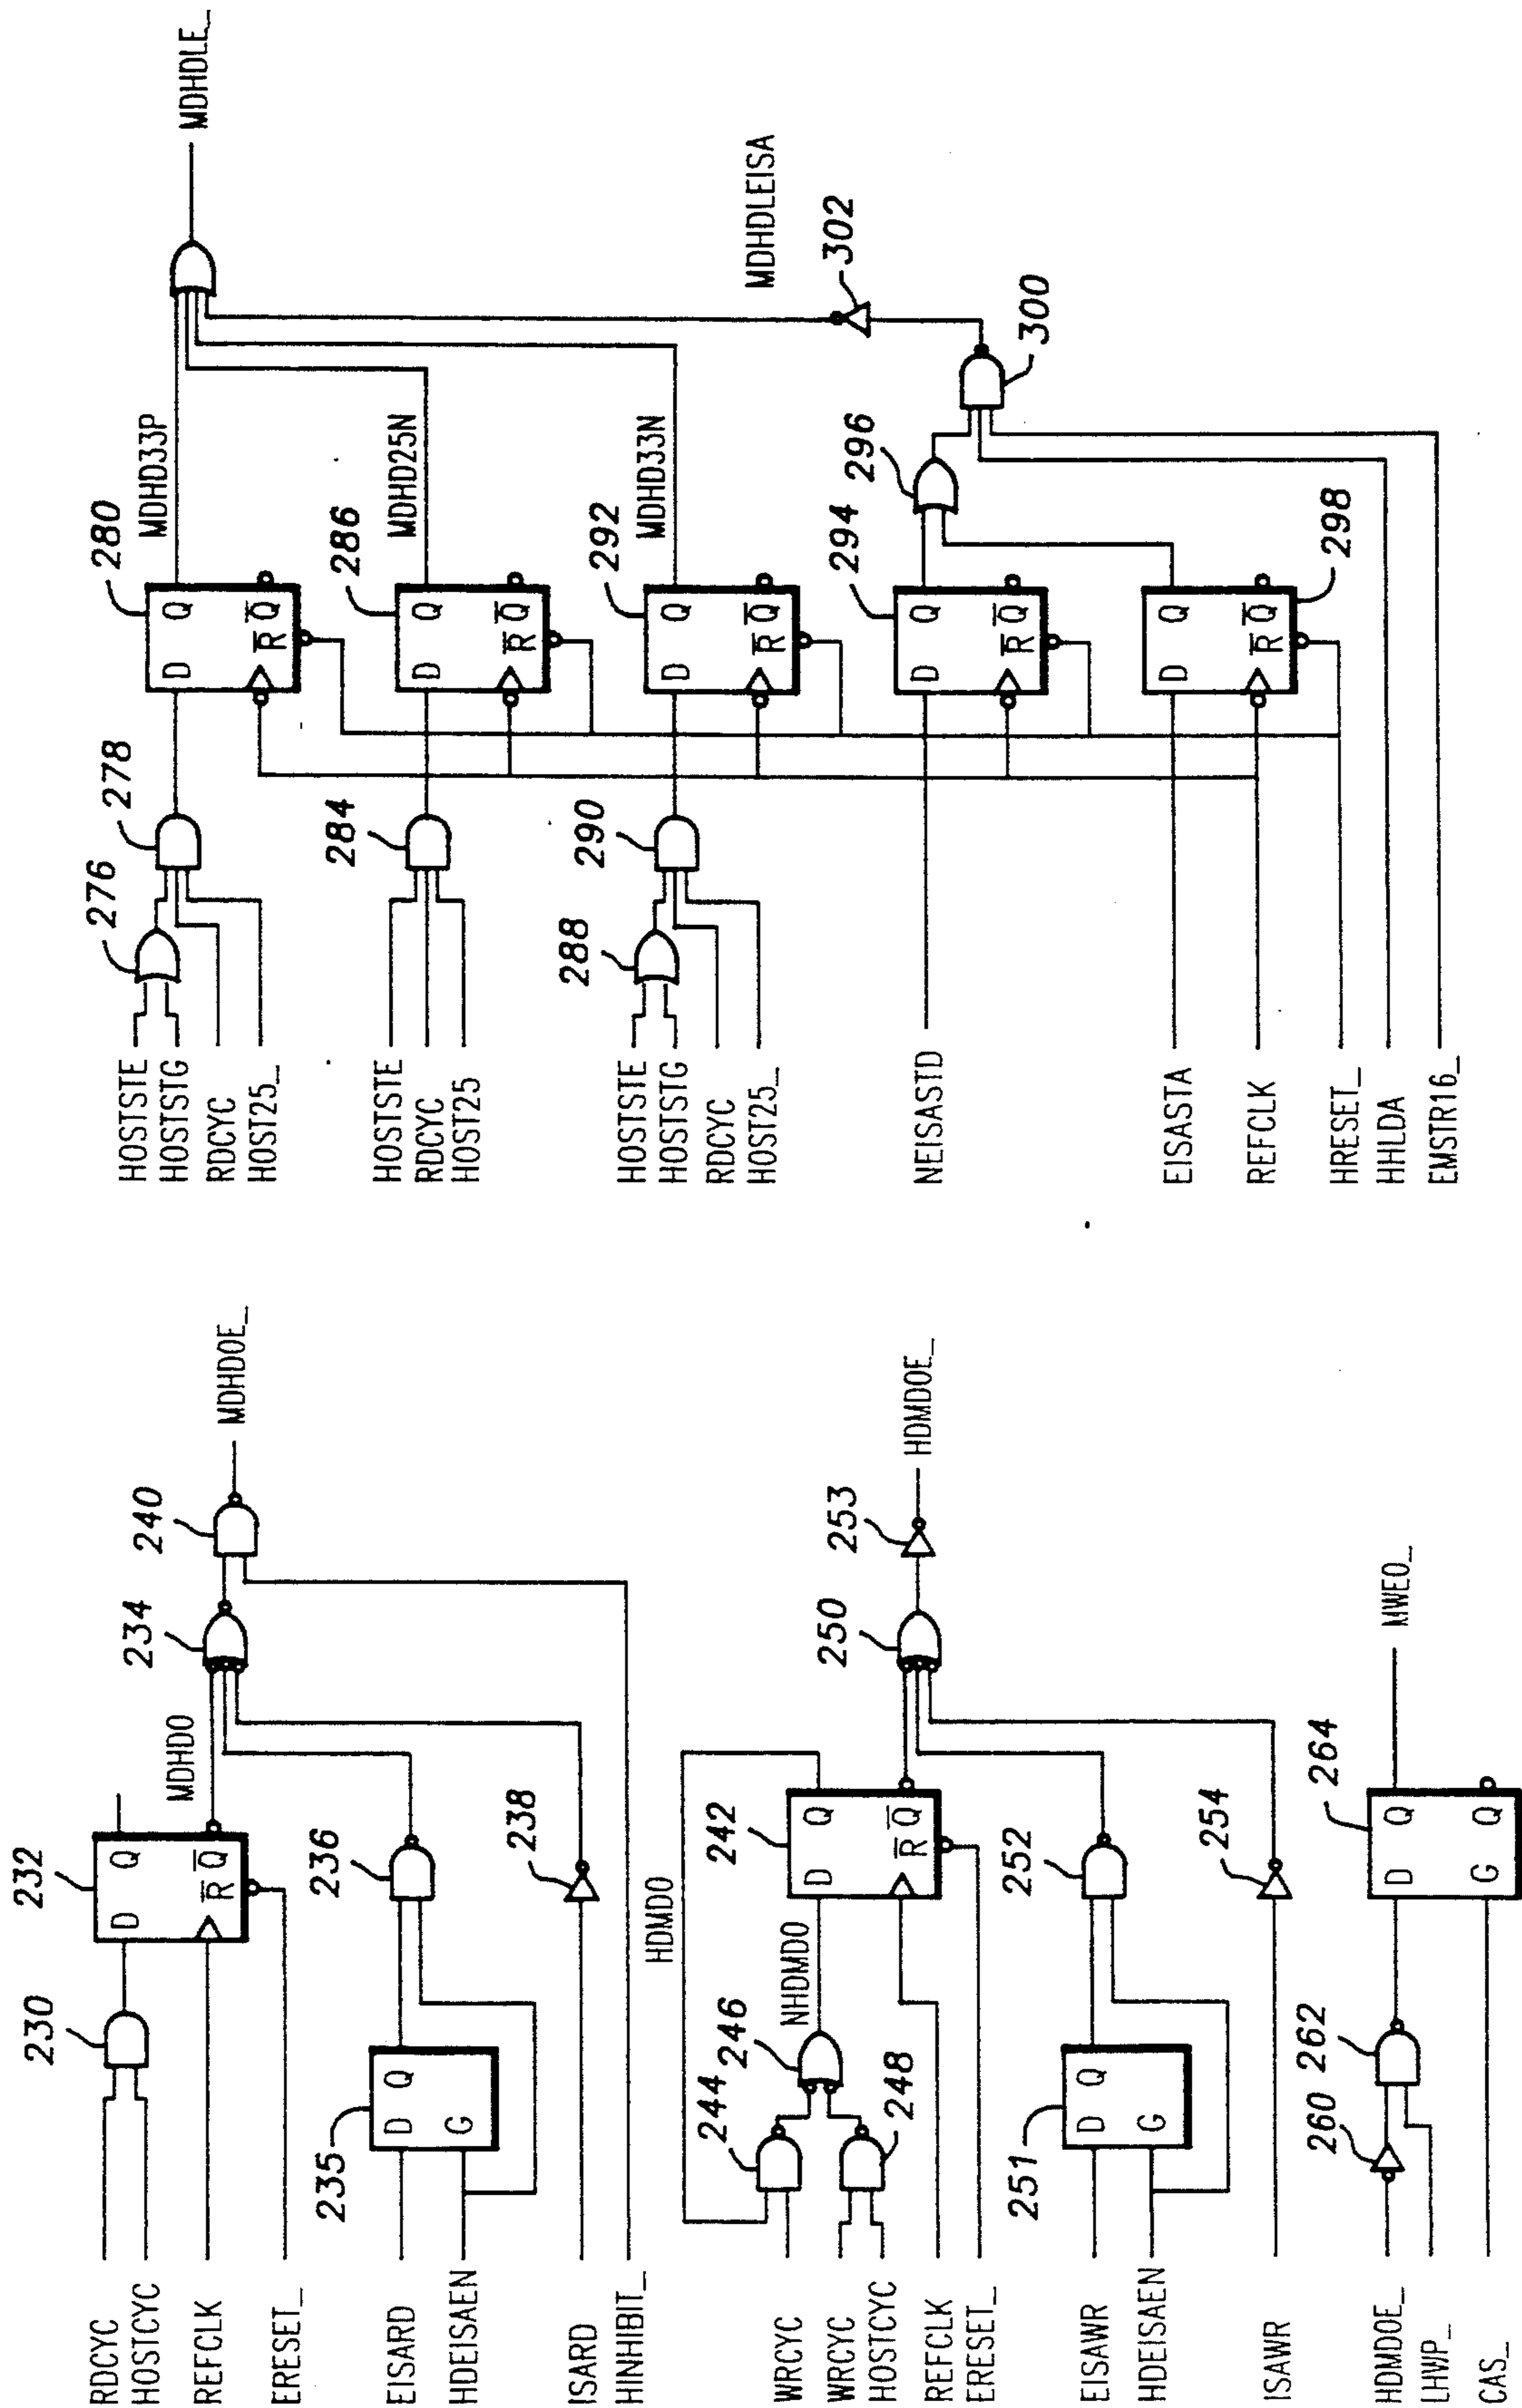 RDCYC
HOSTCYC
REFCLK
ERESET_
EISARD
HDEISAEN
ISARD
HINHIBIT_
230
232
D Q
R Q
MDHDO
234
240
MDHDOE_
235
D Q
G
236
238
WRCYC
WRCYC
HOSTCYC
REFCLK
ERESET_
EISAWR
HDEISAEN
ISAWR
HDMDO
244
246
248
NHDMDO
242
D Q
R Q
250
253
HDMDOE_
251
D Q
G
252
254
HDMDOE_
LHWP_
CAS_
260
262
264
D Q
G Q
MWEO_
HOSTSTE
HOSTSTG
RDCYC
HOST25_
276
278
280
D Q
R Q
MDHD33P
MDHDLE_
HOSTSTE
RDCYC
HOST25
284
286
D Q
R Q
MDHD25N
HOSTSTE
HOSTSTG
RDCYC
HOST25_
288
290
292
D Q
R Q
MDHD33N
MDHDLEISA
302
NEISASTD
294
D Q
R Q
296
300
EISASTA
REFCLK
HRESET_
HHLDA
EMSTR16_
D Q
R Q
298